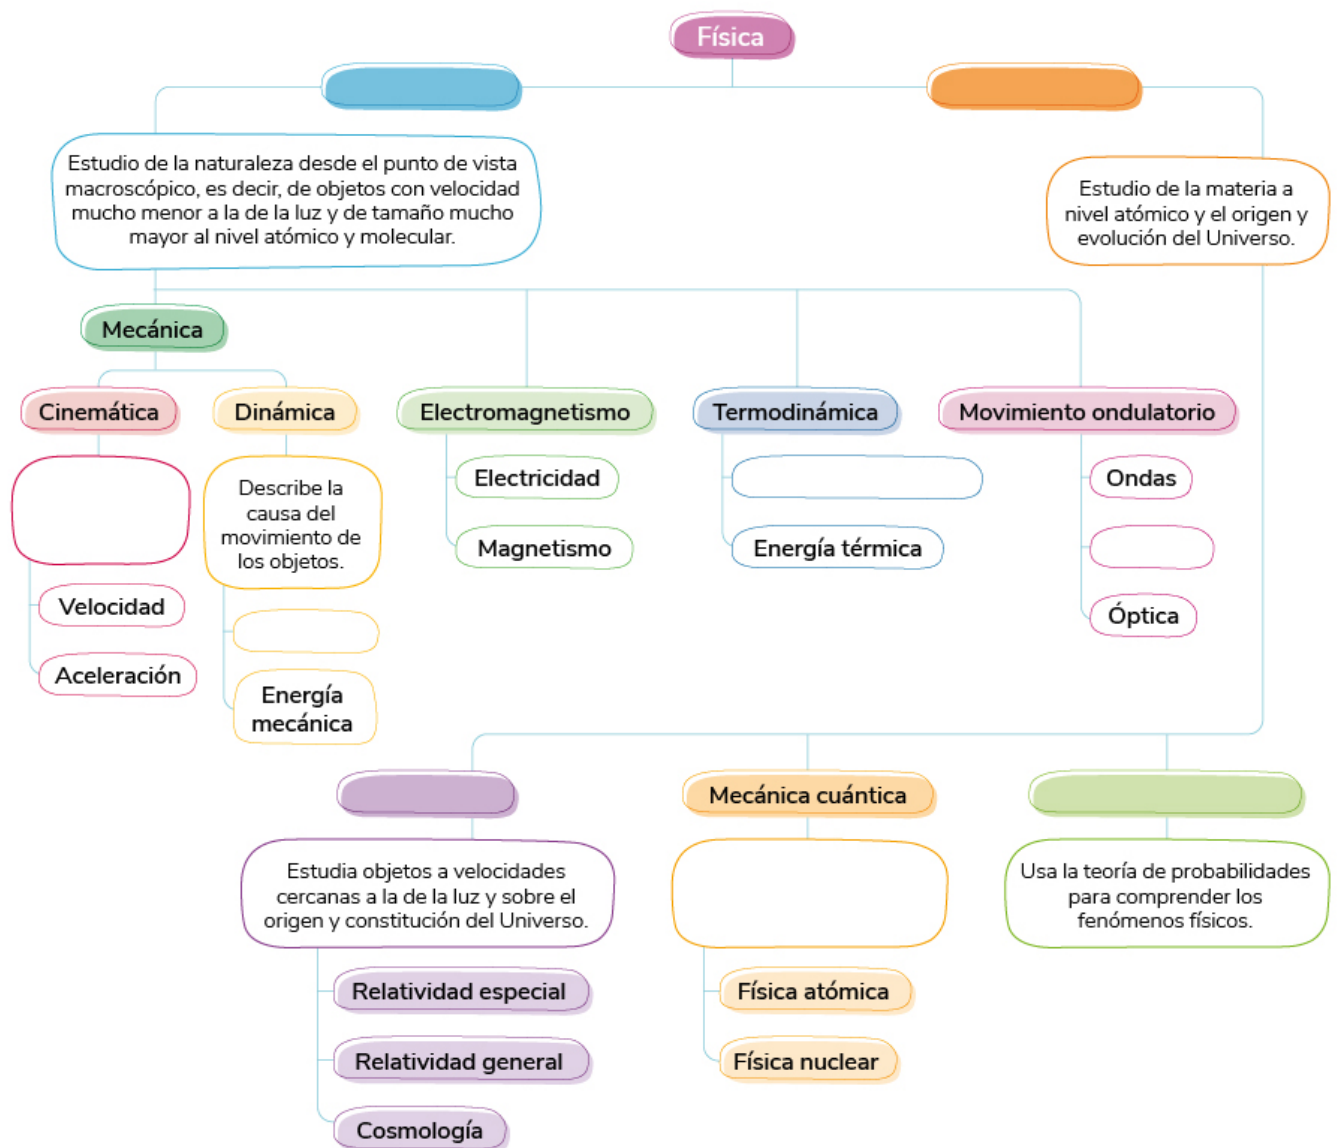 Física
Estudio de la naturaleza desde el punto de vista
macroscópico, es decir, de objetos con velocidad
mucho menor a la de la luz y de tamaño mucho
mayor al nivel atómico y molecular.
Estudio de la materia a
nivel atómico y el origen y
evolución del Universo.
Mecánica
Cinemática
Dinámica
Electromagnetismo
Termodinámica
Movimiento ondulatorio
Describe la
causa del
movimiento de
los objetos.
Electricidad
Ondas
Magnetismo
Energía térmica
Velocidad
Óptica
Aceleración
Energía
mecánica
Mecánica cuántica
Estudia objetos a velocidades
cercanas a la de la luz y sobre el
origen y constitución del Universo.
Usa la teoría de probabilidades
para comprender los
fenómenos físicos.
Relatividad especial
Física atómica
Relatividad general
Física nuclear
Cosmología